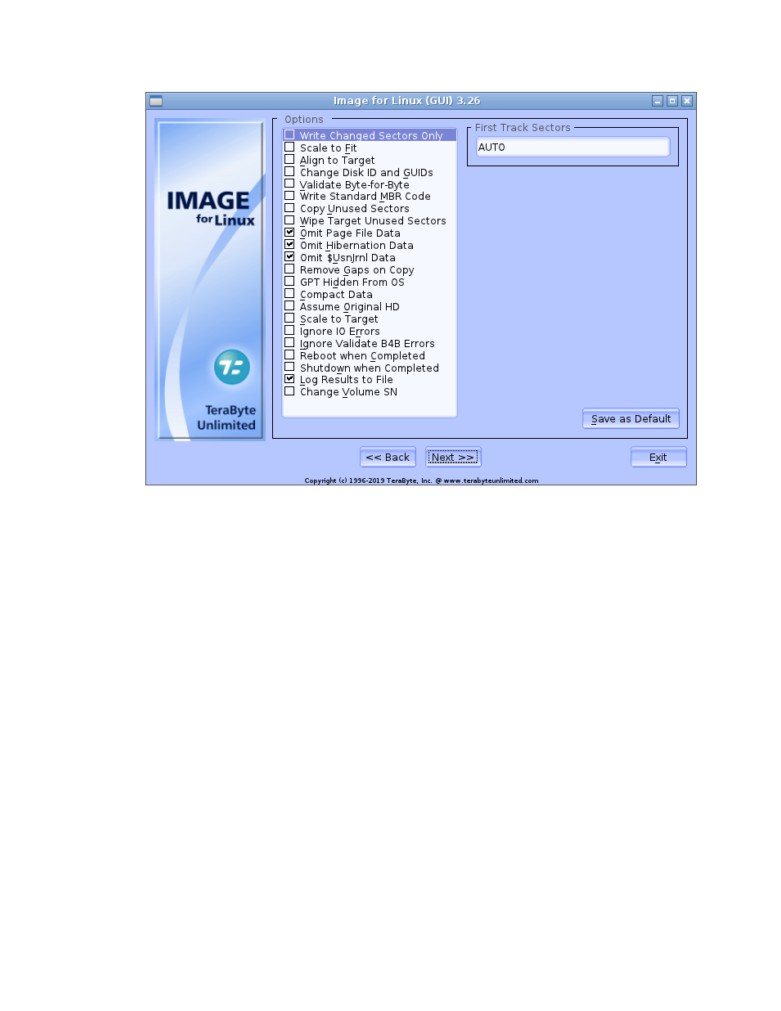 Image for Linux (GUI) 3.26
Options
Write Changed Sectors Only
Scale to Fit
Align to Target
Change Disk ID and GUIDs
Validate Byte-for-Byte
Write Standard MBR Code
Copy Unused Sectors
Wipe Target Unused Sectors
Omit Page File Data
Omit Hibernation Data
Omit $UsnJrnl Data
Remove Gaps on Copy
GPT Hidden From OS
Compact Data
Assume Original HD
Scale to Target
Ignore IO Errors
Ignore Validate B4B Errors
Reboot when Completed
Shutdown when Completed
Log Results to File
Change Volume SN
First Track Sectors
AUTO
IMAGE
for Linux
TeraByte
Unlimited
Save as Default
<< Back
Next >>
Exit
Copyright (c) 1996-2019 TeraByte, Inc. @ www.terabyteunlimited.com